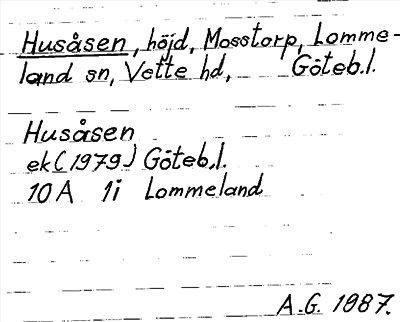 Husåsen, höjd, Mosstorp, Lomme-
land sn, Vette hd, Göteb.l.
Husåsen
ek (1979) Göteb.l.
10A 1i Lommeland
A.G. 1987.